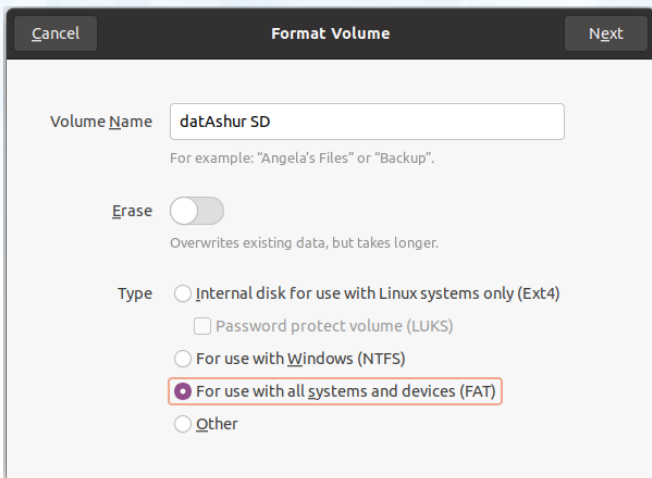 Cancel
Format Volume
Next
Volume Name
datAshur SD
For example: “Angela's Files” or “Backup”.
Erase
Overwrites existing data, but takes longer.
Type
Internal disk for use with Linux systems only (Ext4)
Password protect volume (LUKS)
For use with Windows (NTFS)
For use with all systems and devices (FAT)
Other